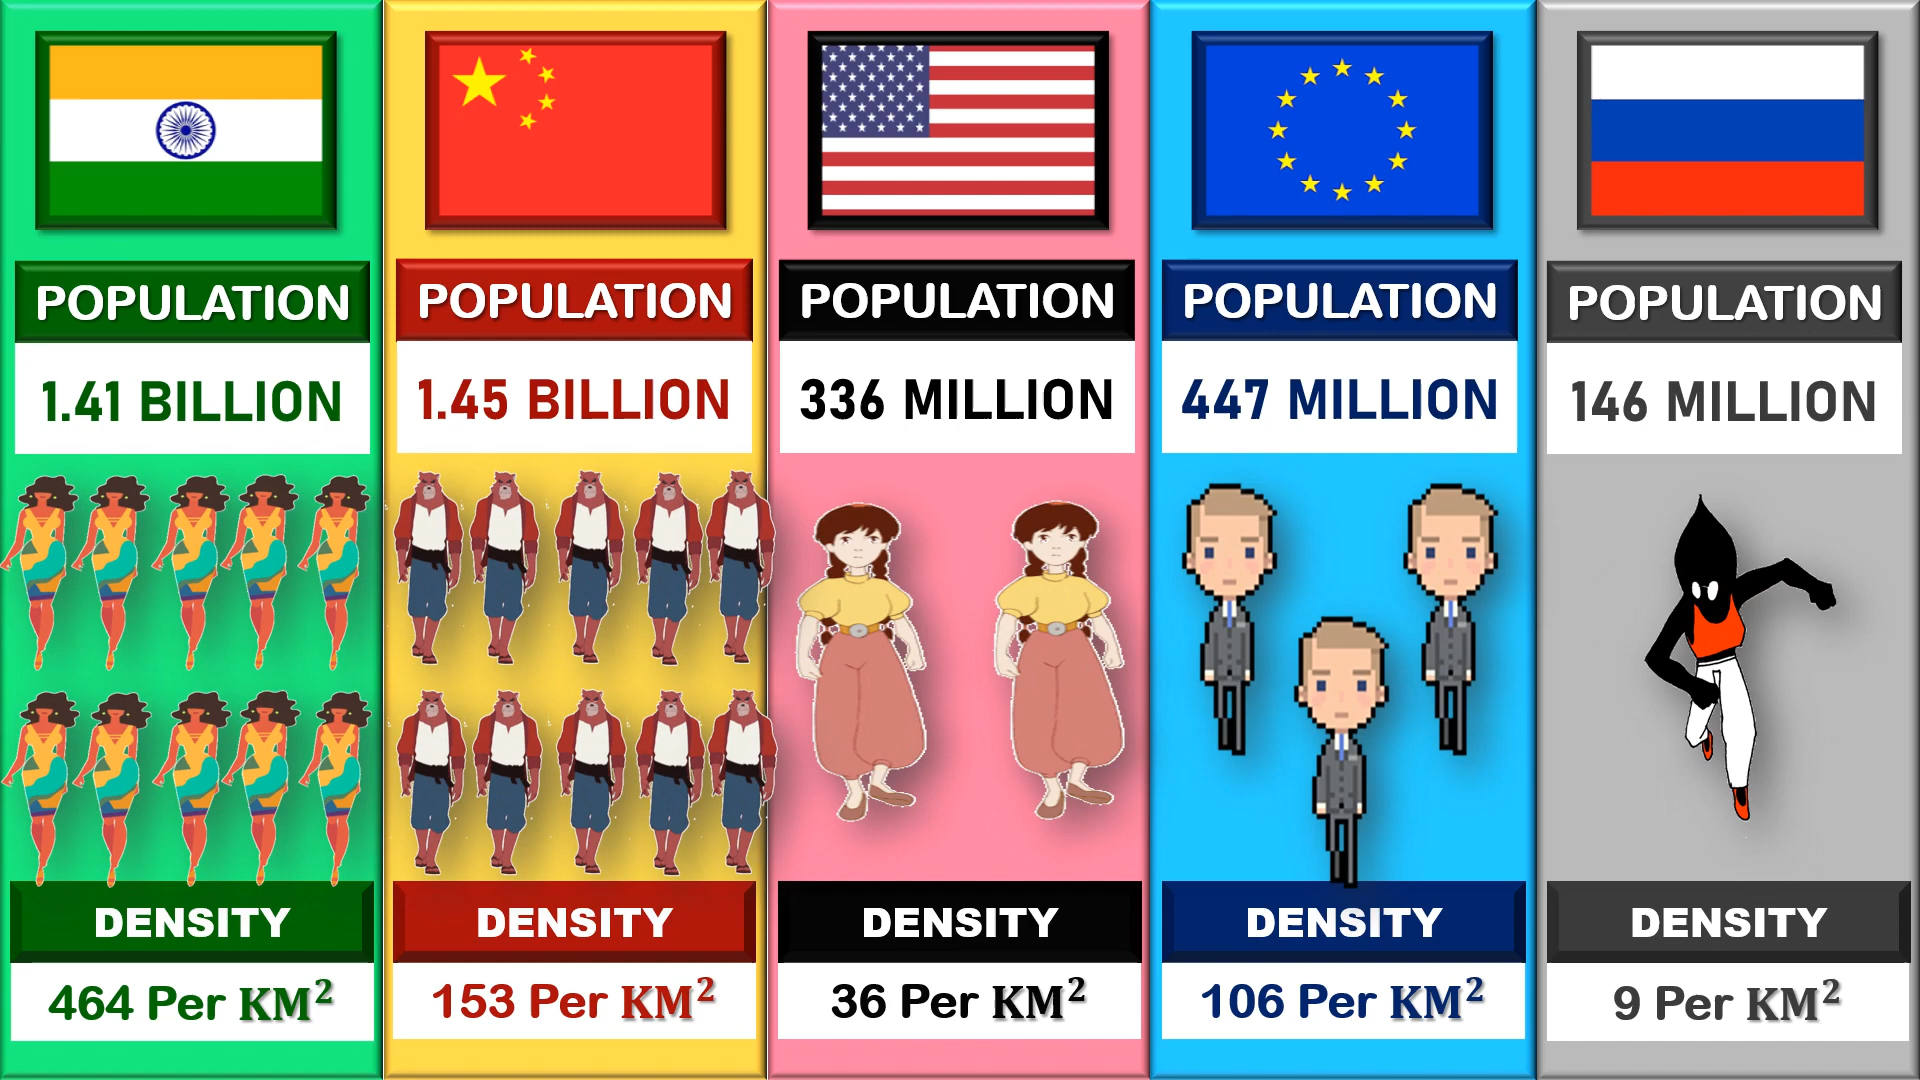 POPULATION
1.41 BILLION
DENSITY
464 Per KM²
POPULATION
1.45 BILLION
DENSITY
153 Per KM²
POPULATION
336 MILLION
DENSITY
36 Per KM²
POPULATION
447 MILLION
DENSITY
106 Per KM²
POPULATION
146 MILLION
DENSITY
9 Per KM²